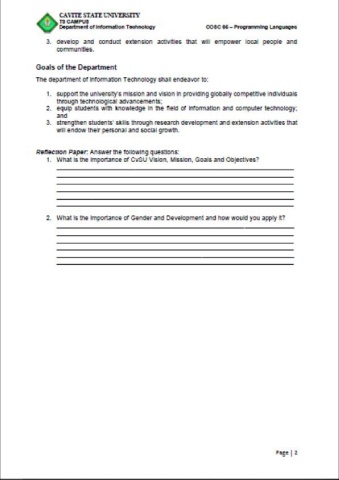 CAVITE STATE UNIVERSITY
T3 CAMPUS
Department of Information Technology COSC 65 – Programming Languages
3. develop and conduct extension activities that will empower local people and
communities.
Goals of the Department
The department of Information Technology shall endeavor to:
1. support the university's mission and vision in providing globally competitive individuals
through technological advancements;
2. equip students with knowledge in the field of information and computer technology;
and
3. strengthen students' skills through research development and extension activities that
will endow their personal and social growth.
Reflection Paper: Answer the following questions:
1. What is the importance of CvSU Vision, Mission, Goals and Objectives?
2. What is the importance of Gender and Development and how would you apply it?
Page | 2